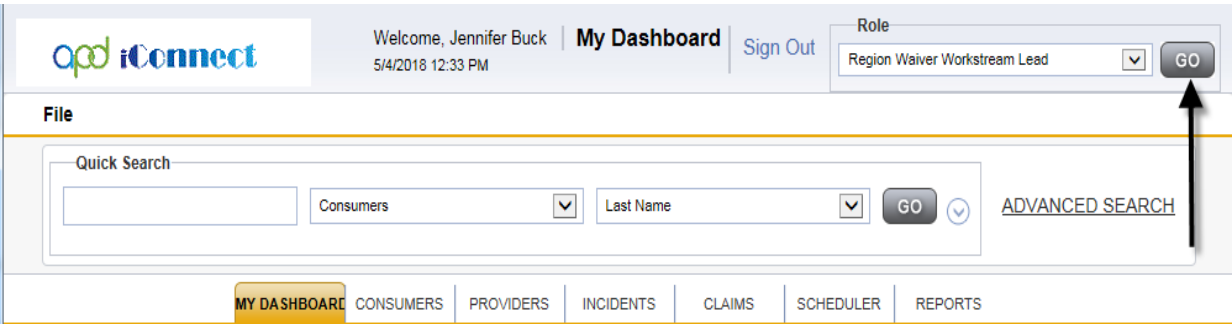 apd iConnect
Welcome, Jennifer Buck
5/4/2018 12:33 PM
My Dashboard
Sign Out
Role
Region Waiver Workstream Lead
GO
File
Quick Search
Consumers
Last Name
GO
ADVANCED SEARCH
MY DASHBOARD CONSUMERS PROVIDERS INCIDENTS CLAIMS SCHEDULER REPORTS